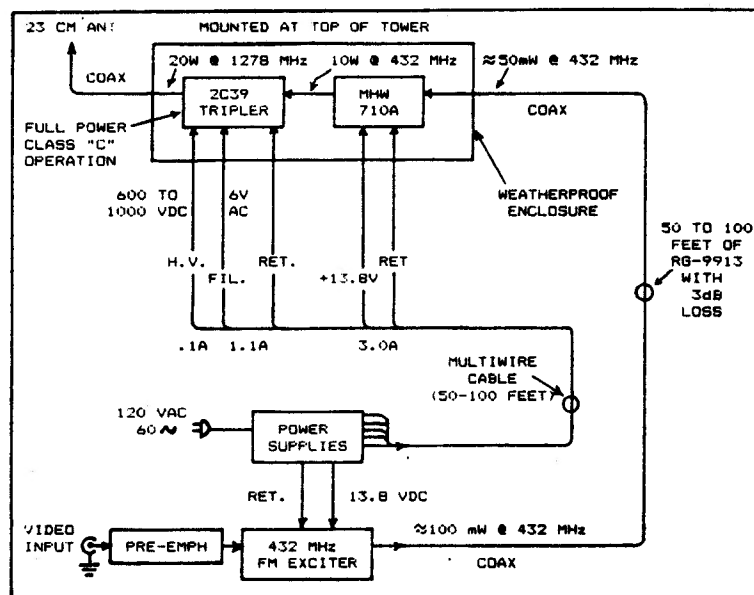 23 CM ANT
MOUNTED AT TOP OF TOWER
20W @ 1278 MHz
10W @ 432 MHz
≈50mW @ 432 MHz
COAX
2C39
TRIPLER
MHW
710A
COAX
FULL POWER
CLASS "C"
OPERATION
WEATHERPROOF
ENCLOSURE
600 TO
1000 VDC
6V
AC
50 TO 100
FEET OF
RG-9913
WITH
3dB
LOSS
H.V.
FIL.
RET.
+13.8V
RET
.1A
1.1A
3.0A
MULTIWIRE
CABLE
(50-100 FEET)
120 VAC
60 ~
POWER
SUPPLIES
RET.
13.8 VDC
VIDEO
INPUT
PRE-EMPH
432 MHz
FM EXCITER
≈100 mW @ 432 MHz
COAX